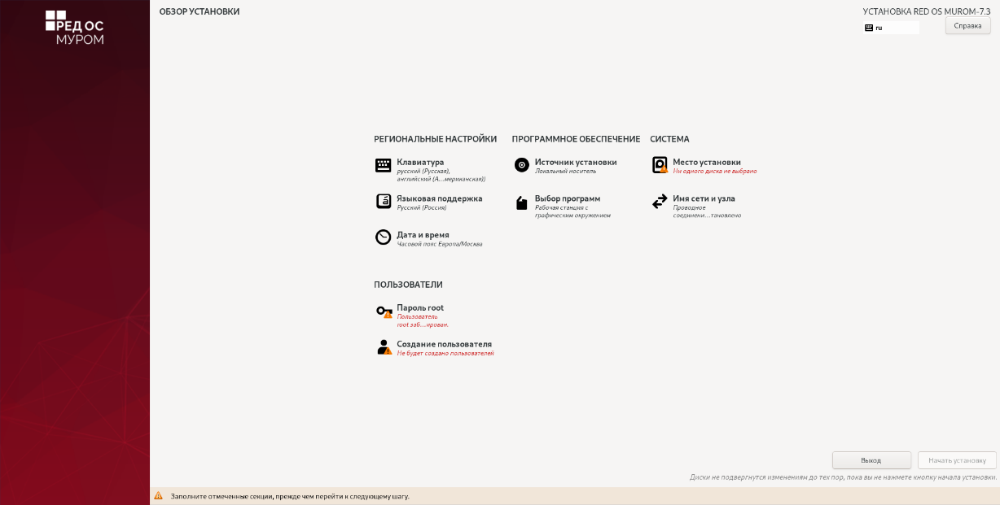 РЕД ОС
МУРОМ
ОБЗОР УСТАНОВКИ
УСТАНОВКА RED OS MUROM-7.3
ru
Справка
РЕГИОНАЛЬНЫЕ НАСТРОЙКИ
Клавиатура
русский (Русская),
английский (А...мериканская))
Языковая поддержка
Русский (Россия)
Дата и время
Часовой пояс Европа/Москва
ПРОГРАММНОЕ ОБЕСПЕЧЕНИЕ
Источник установки
Локальный носитель
Выбор программ
Рабочая станция с
графическим окружением
СИСТЕМА
Место установки
Ни одного диска не выбрано
Имя сети и узла
Проводное
соединени...тановлено
ПОЛЬЗОВАТЕЛИ
Пароль root
Пользователь
root заб...ирован.
Создание пользователя
Не будет создано пользователей
Выход
Начать установку
Диски не подвергнутся изменениям до тех пор, пока вы не нажмете кнопку начала установки.
Заполните отмеченные секции, прежде чем перейти к следующему шагу.